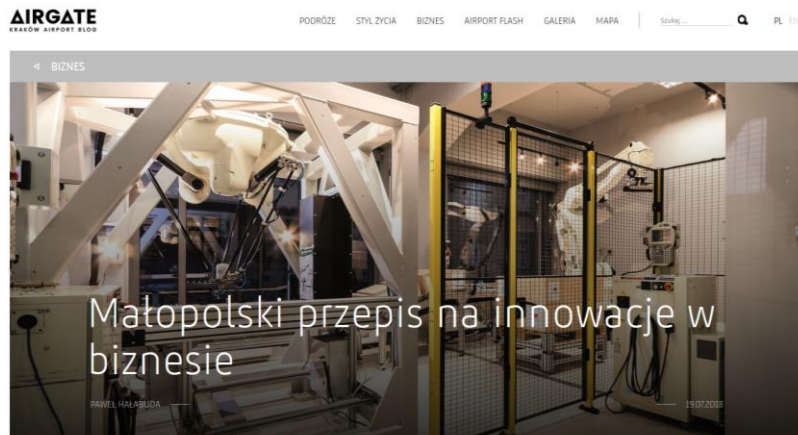 AIRGATE
KRAKÓW AIRPORT BLOG
PODRÓŻE STYL ŻYCIA BIZNES AIRPORT FLASH GALERIA MAPA Szukaj ... PL EN
< BIZNES
Małopolski przepis na innowacje w
biznesie
PAWEŁ HAŁABUDA
19.07.2018